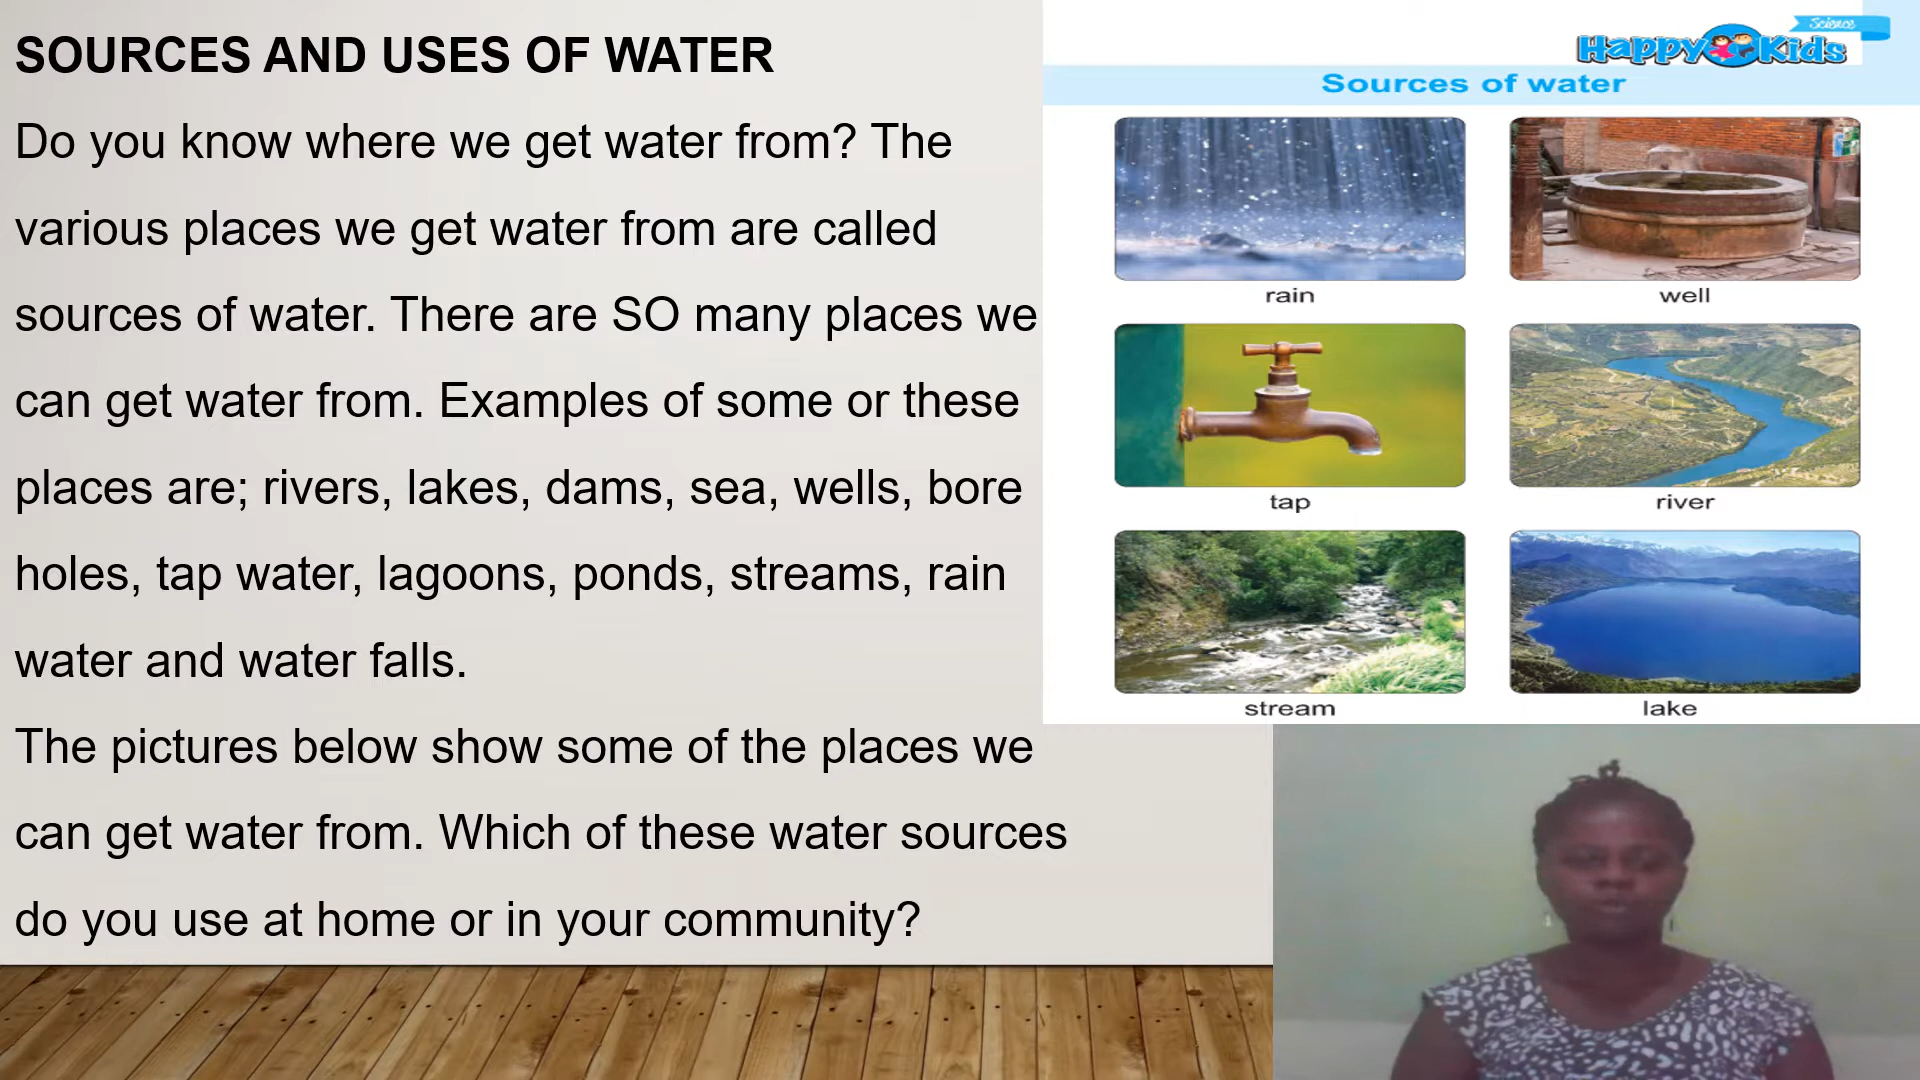 SOURCES AND USES OF WATER
Do you know where we get water from? The
various places we get water from are called
sources of water. There are SO many places we
can get water from. Examples of some or these
places are; rivers, lakes, dams, sea, wells, bore
holes, tap water, lagoons, ponds, streams, rain
water and water falls.
The pictures below show some of the places we
can get water from. Which of these water sources
do you use at home or in your community?
Science
Happy Kids
Sources of water
rain
well
tap
river
stream
lake